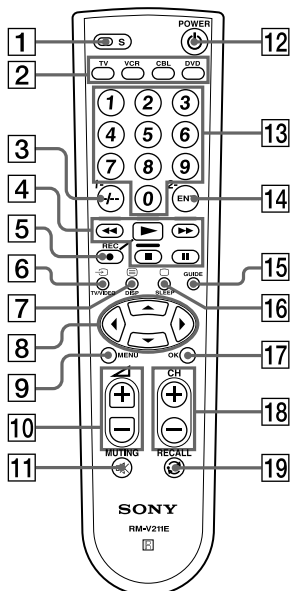 POWER
1 S 12
2 TV VCR CBL DVD
1 2 3 13
4 5 6
3 7 8 9
1- 2-
-/-- 0 ENT 14
4
5 REC
6 TV/VIDEO DISP SLEEP GUIDE 15
7 16
8
9 MENU OK 17
CH
10 + + 18
− −
11 MUTING RECALL 19
SONY
RM-V211E
R